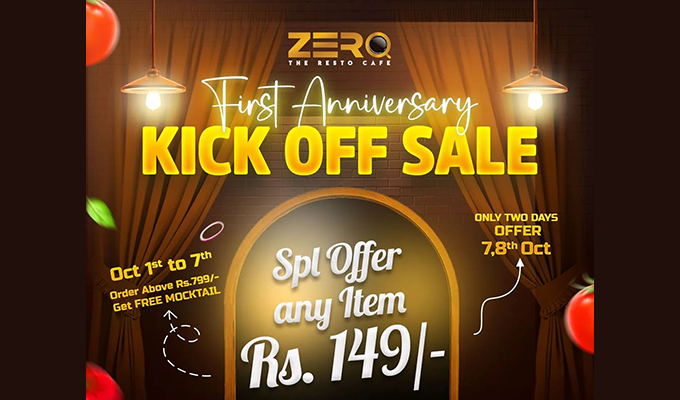 ZERO
THE RESTO CAFE
First Anniversary
KICK OFF SALE
Oct 1st to 7th
Order Above Rs.799/-
Get FREE MOCKTAIL
Spl Offer
any Item
Rs. 149/-
ONLY TWO DAYS
OFFER
7,8th Oct